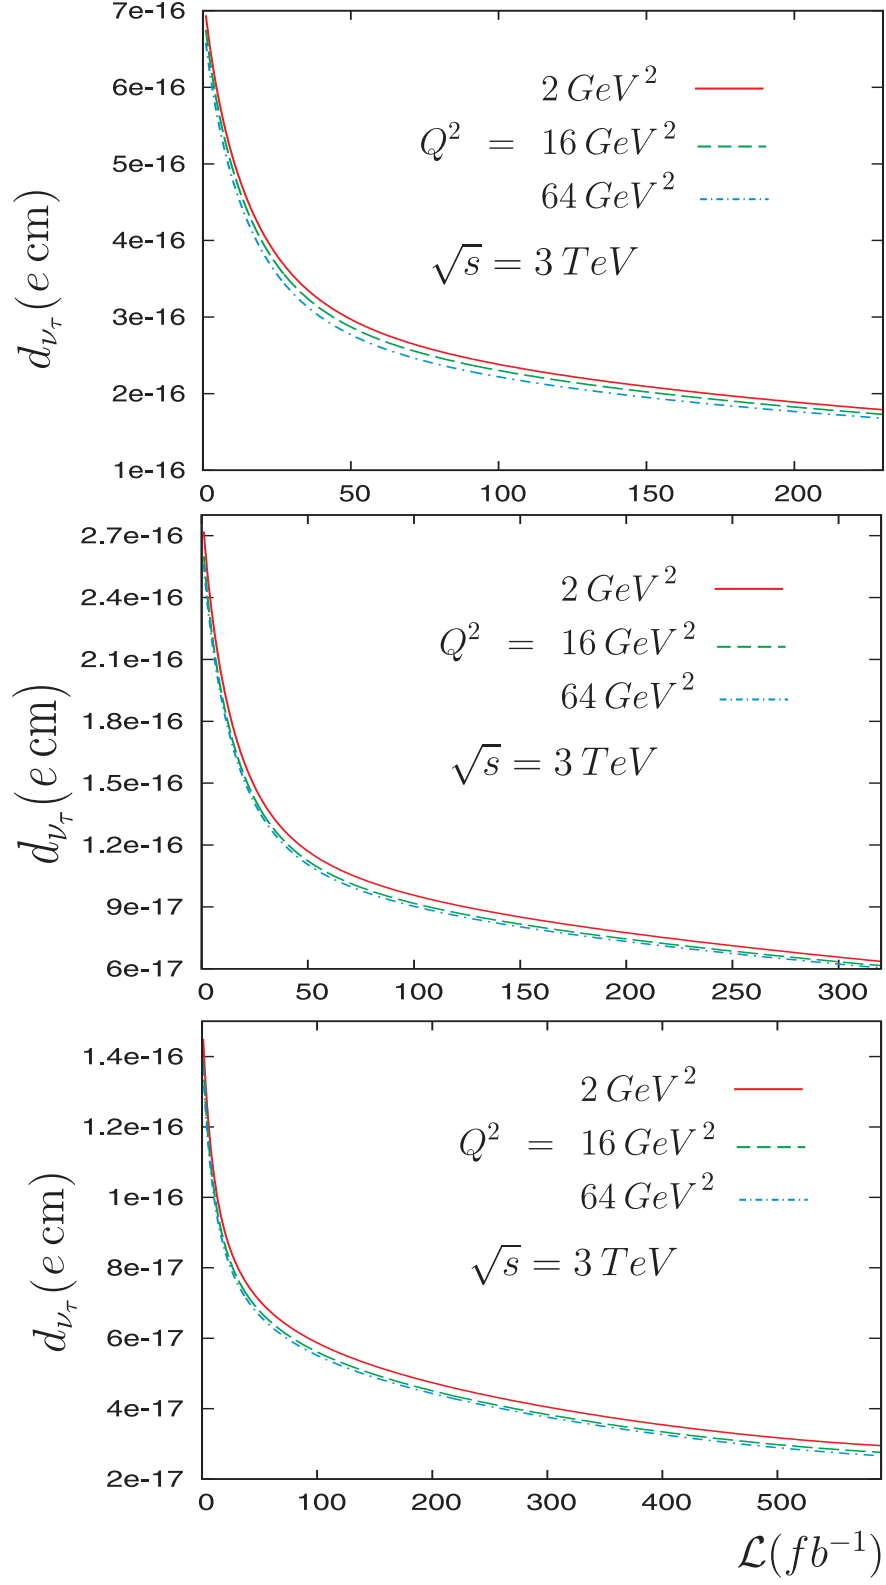 7e-16
6e-16
5e-16
4e-16
3e-16
2e-16
1e-16
d_{ν_τ}(e cm)
2 GeV²
Q² = 16 GeV²
64 GeV²
√s = 3 TeV
0 50 100 150 200
2.7e-16
2.4e-16
2.1e-16
1.8e-16
1.5e-16
1.2e-16
9e-17
6e-17
d_{ν_τ}(e cm)
2 GeV²
Q² = 16 GeV²
64 GeV²
√s = 3 TeV
0 50 100 150 200 250 300
1.4e-16
1.2e-16
1e-16
8e-17
6e-17
4e-17
2e-17
d_{ν_τ}(e cm)
2 GeV²
Q² = 16 GeV²
64 GeV²
√s = 3 TeV
0 100 200 300 400 500
ℒ(fb⁻¹)